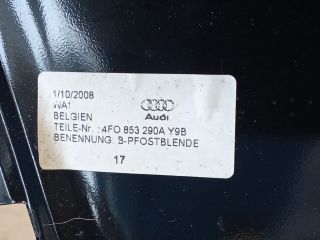 1/10/2008
WA1
BELGIEN
Audi
TEILE-Nr. :4F0 853 290A Y9B
BENENNUNG: B-PFOSTBLENDE
17